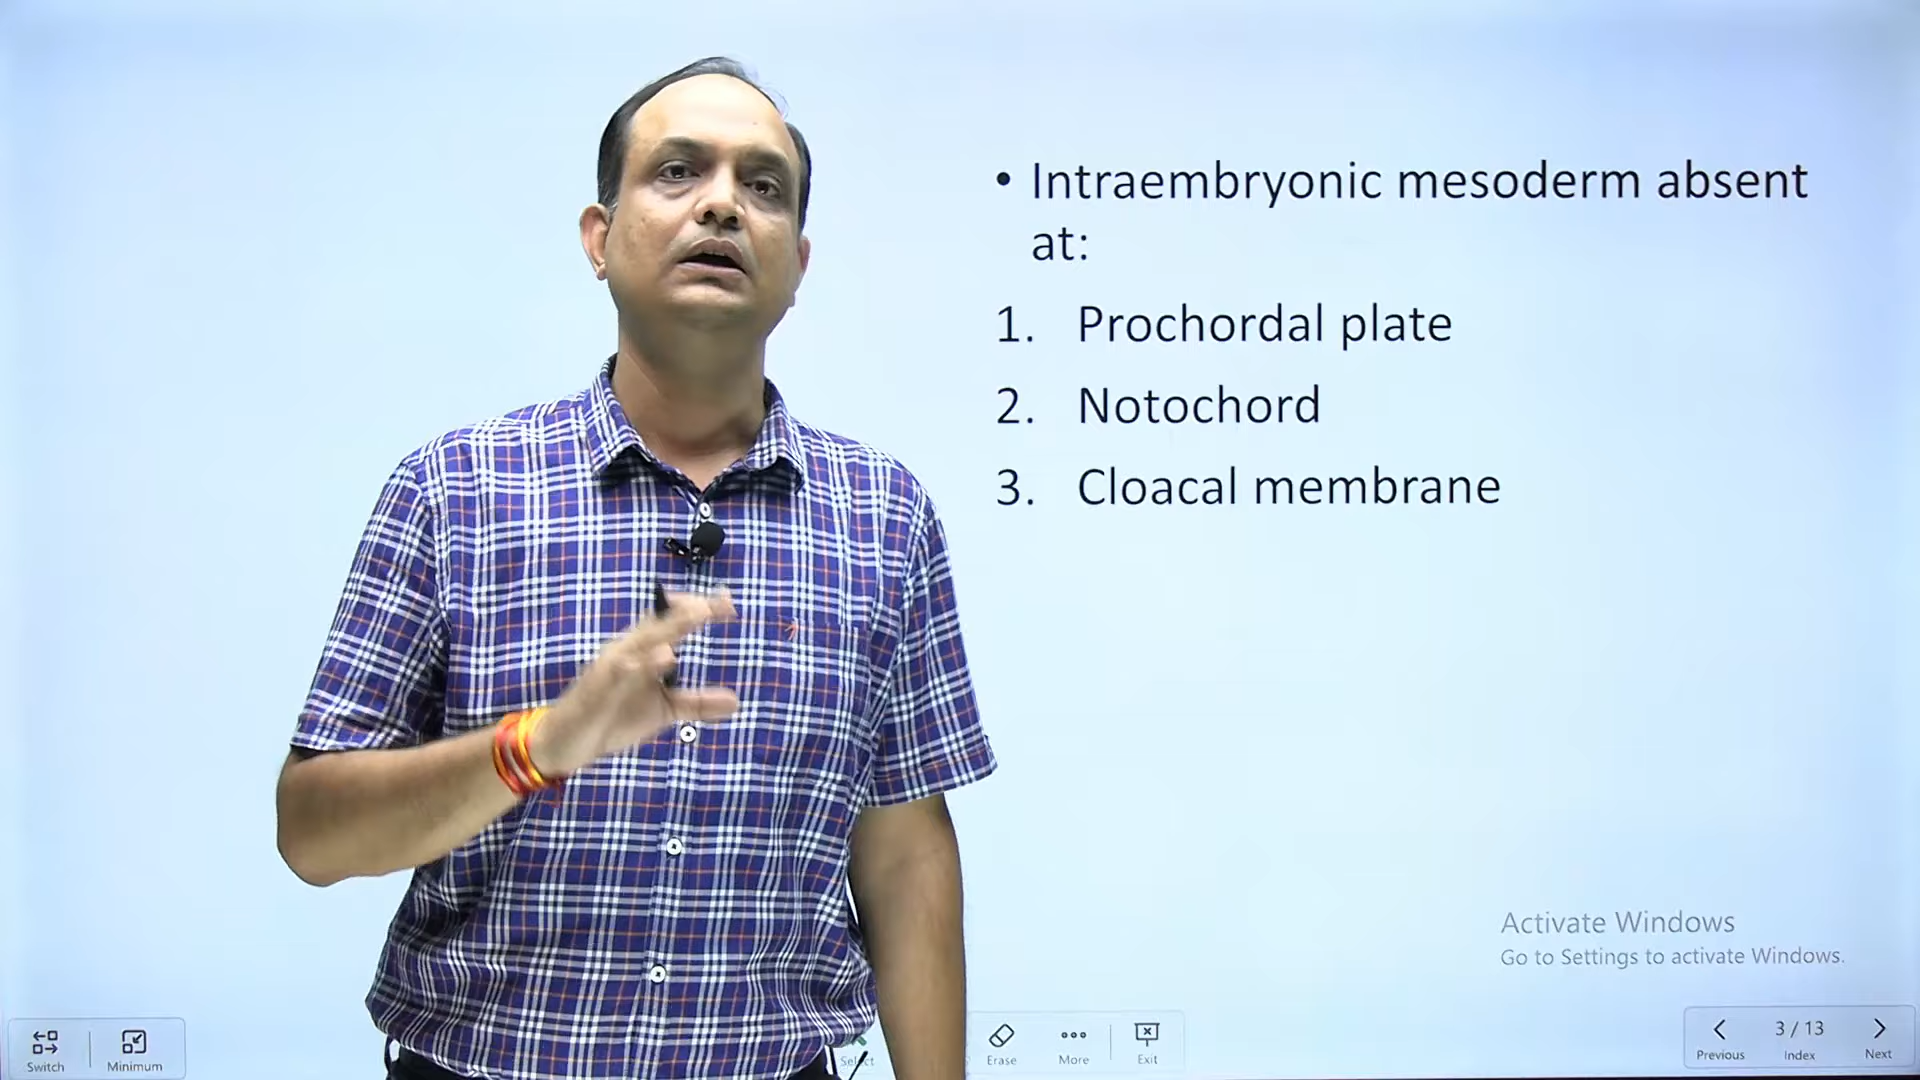 • Intraembryonic mesoderm absent
at:
1. Prochordal plate
2. Notochord
3. Cloacal membrane
Activate Windows
Go to Settings to activate Windows.
Switch
Minimum
Select
Erase
More
Exit
3 / 13
Previous
Index
Next